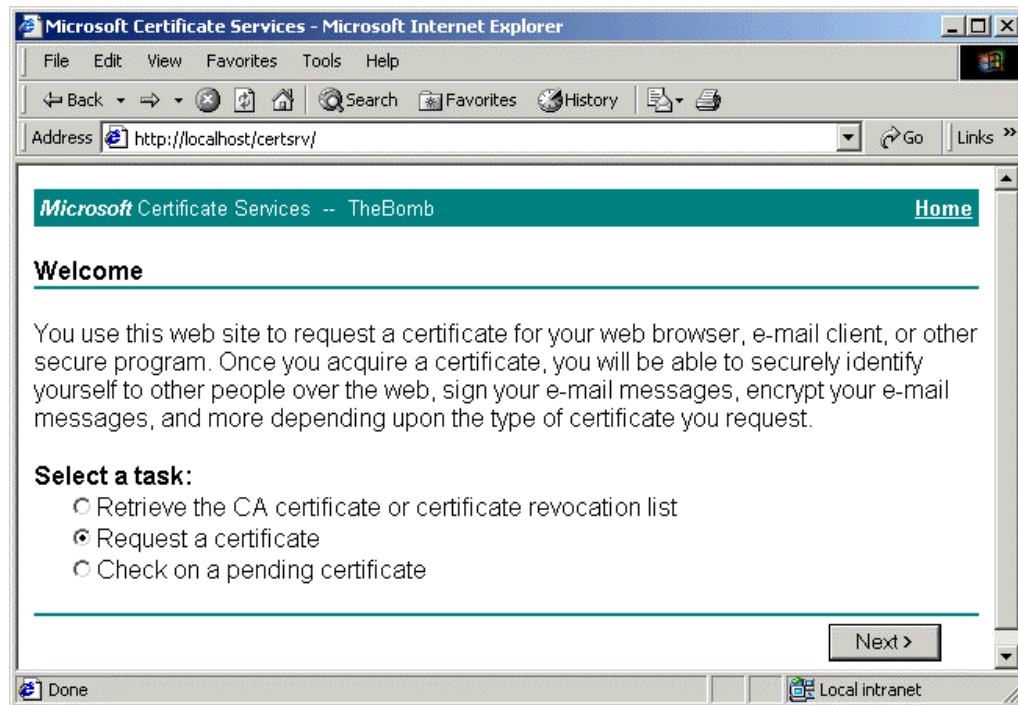 Microsoft Certificate Services - Microsoft Internet Explorer
File Edit View Favorites Tools Help
Back Search Favorites History
Address http://localhost/certsrv/ Go Links »
Microsoft Certificate Services -- TheBomb Home
Welcome
You use this web site to request a certificate for your web browser, e-mail client, or other
secure program. Once you acquire a certificate, you will be able to securely identify
yourself to other people over the web, sign your e-mail messages, encrypt your e-mail
messages, and more depending upon the type of certificate you request.
Select a task:
Retrieve the CA certificate or certificate revocation list
Request a certificate
Check on a pending certificate
Next >
Done Local intranet